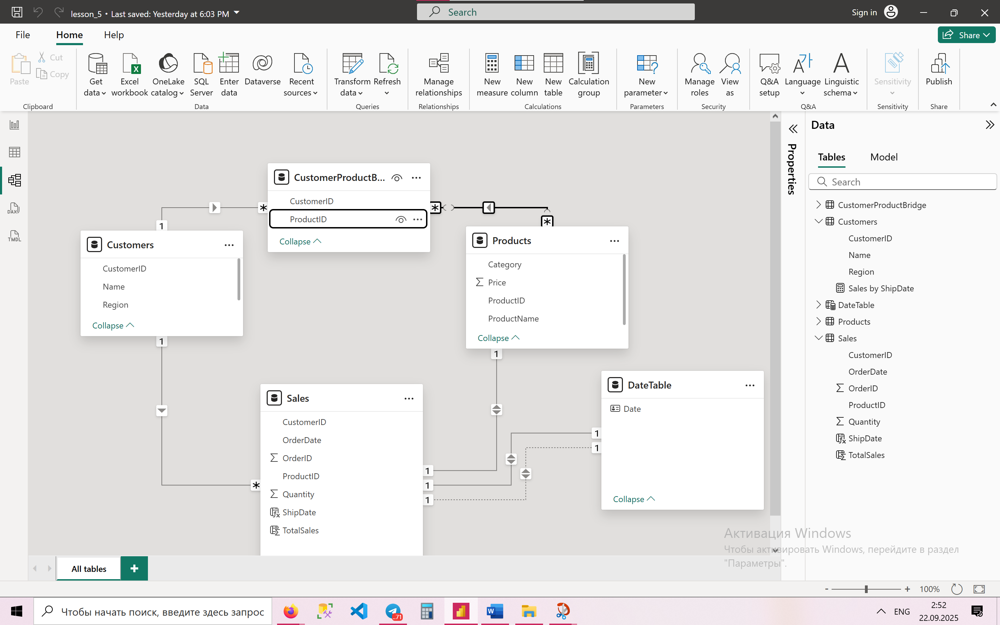 lesson_5 • Last saved: Yesterday at 6:03 PM
Search
Sign in
File
Home
Help
Share
Paste
Cut
Copy
Clipboard
Get data
Excel workbook
OneLake catalog
SQL Server
Enter data
Dataverse
Recent sources
Data
Transform data
Refresh
Queries
Manage relationships
Relationships
New measure
New column
New table
Calculation group
Calculations
New parameter
Parameters
Manage roles
View as
Security
Q&A setup
Language
Linguistic schema
Q&A
Sensitivity
Sensitivity
Publish
Share
DAX
TMDL
CustomerProductB...
CustomerID
ProductID
Collapse
*
*
*
1
Customers
CustomerID
Name
Region
Collapse
1
Products
Category
Price
ProductID
ProductName
Collapse
1
Sales
CustomerID
OrderDate
OrderID
ProductID
Quantity
ShipDate
TotalSales
*
1
1
1
DateTable
Date
Collapse
1
1
Properties
Data
Tables
Model
Search
CustomerProductBridge
Customers
CustomerID
Name
Region
Sales by ShipDate
DateTable
Products
Sales
CustomerID
OrderDate
OrderID
ProductID
Quantity
ShipDate
TotalSales
Активация Windows
Чтобы активировать Windows, перейдите в раздел
"Параметры".
All tables
+
- + 100%
Чтобы начать поиск, введите здесь запрос
..71
ENG
2:52
22.09.2025